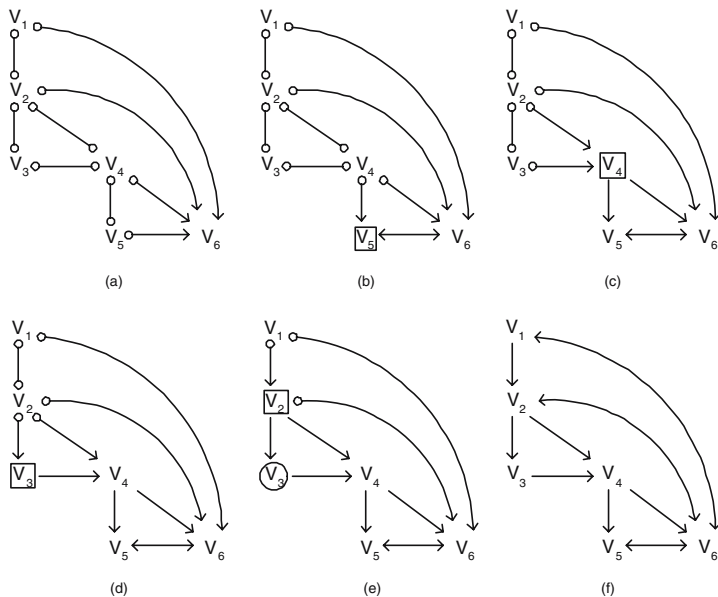 V1 V1 V1
V2 V2 V2
V3 V4 V3 V4 V3 V4
V5 V6 V5 V6 V5 V6
(a) (b) (c)
V1 V1 V1
V2 V2 V2
V3 V4 V3 V4 V3 V4
V5 V6 V5 V6 V5 V6
(d) (e) (f)